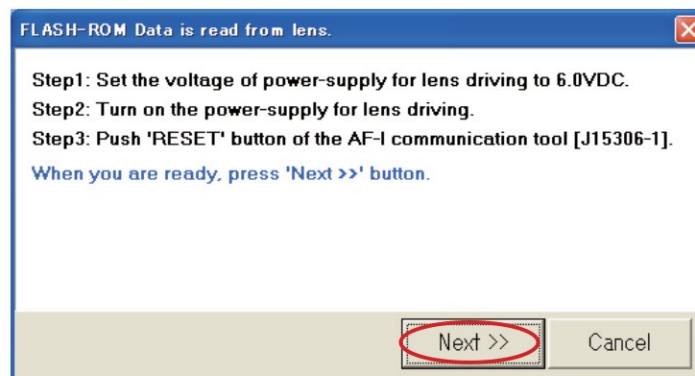 FLASH-ROM Data is read from lens.
Step1: Set the voltage of power-supply for lens driving to 6.0VDC.
Step2: Turn on the power-supply for lens driving.
Step3: Push 'RESET' button of the AF-I communication tool [J15306-1].
When you are ready, press 'Next >>' button.
Next >>
Cancel